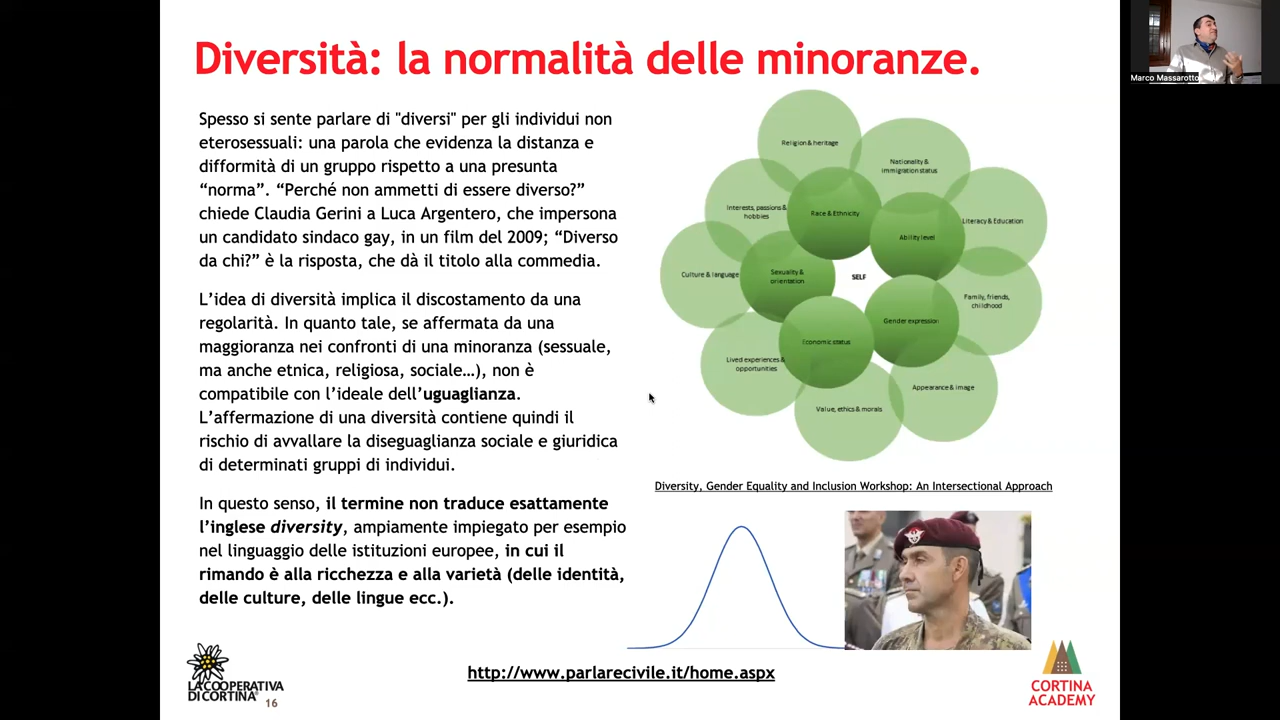 Diversità: la normalità delle minoranze.
Marco Massarotto
Spesso si sente parlare di "diversi" per gli individui non
eterosessuali: una parola che evidenza la distanza e
difformità di un gruppo rispetto a una presunta
“norma”. “Perché non ammetti di essere diverso?”
chiede Claudia Gerini a Luca Argentero, che impersona
un candidato sindaco gay, in un film del 2009; “Diverso
da chi?” è la risposta, che dà il titolo alla commedia.
L’idea di diversità implica il discostamento da una
regolarità. In quanto tale, se affermata da una
maggioranza nei confronti di una minoranza (sessuale,
ma anche etnica, religiosa, sociale…), non è
compatibile con l’ideale dell’uguaglianza.
L’affermazione di una diversità contiene quindi il
rischio di avvallare la diseguaglianza sociale e giuridica
di determinati gruppi di individui.
In questo senso, il termine non traduce esattamente
l’inglese diversity, ampiamente impiegato per esempio
nel linguaggio delle istituzioni europee, in cui il
rimando è alla ricchezza e alla varietà (delle identità,
delle culture, delle lingue ecc.).
Religion & heritage
Nationality &
immigration status
Interests, passions &
hobbies
Race & Ethnicity
Literacy & Education
Ability level
Culture & language
Sexuality &
orientation
SELF
Family, friends,
childhood
Gender expression
Economic status
Lived experiences &
opportunities
Appearance & image
Value, ethics & morals
Diversity, Gender Equality and Inclusion Workshop: An Intersectional Approach
LA COOPERATIVA
DI CORTINA
16
http://www.parlarecivile.it/home.aspx
CORTINA
ACADEMY